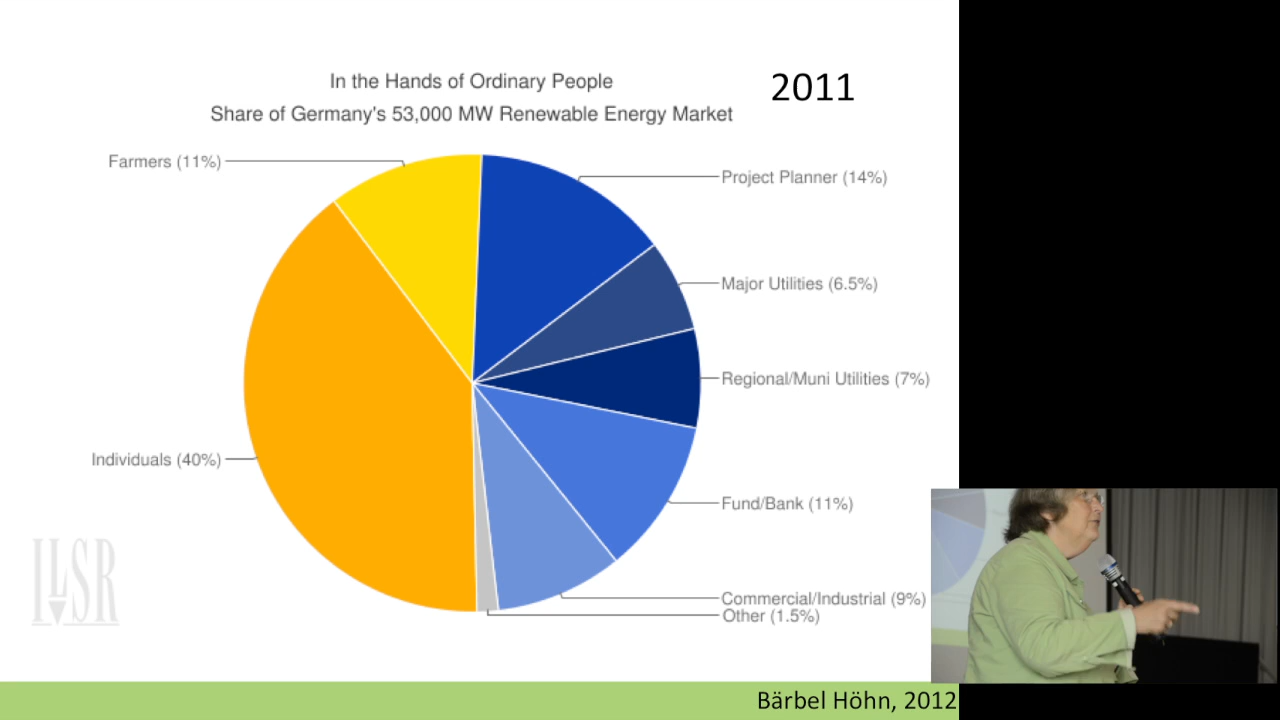 In the Hands of Ordinary People
2011
Share of Germany's 53,000 MW Renewable Energy Market
Farmers (11%)
Project Planner (14%)
Major Utilities (6.5%)
Regional/Muni Utilities (7%)
Individuals (40%)
Fund/Bank (11%)
ILSR
Commercial/Industrial (9%)
Other (1.5%)
Bärbel Höhn, 2012